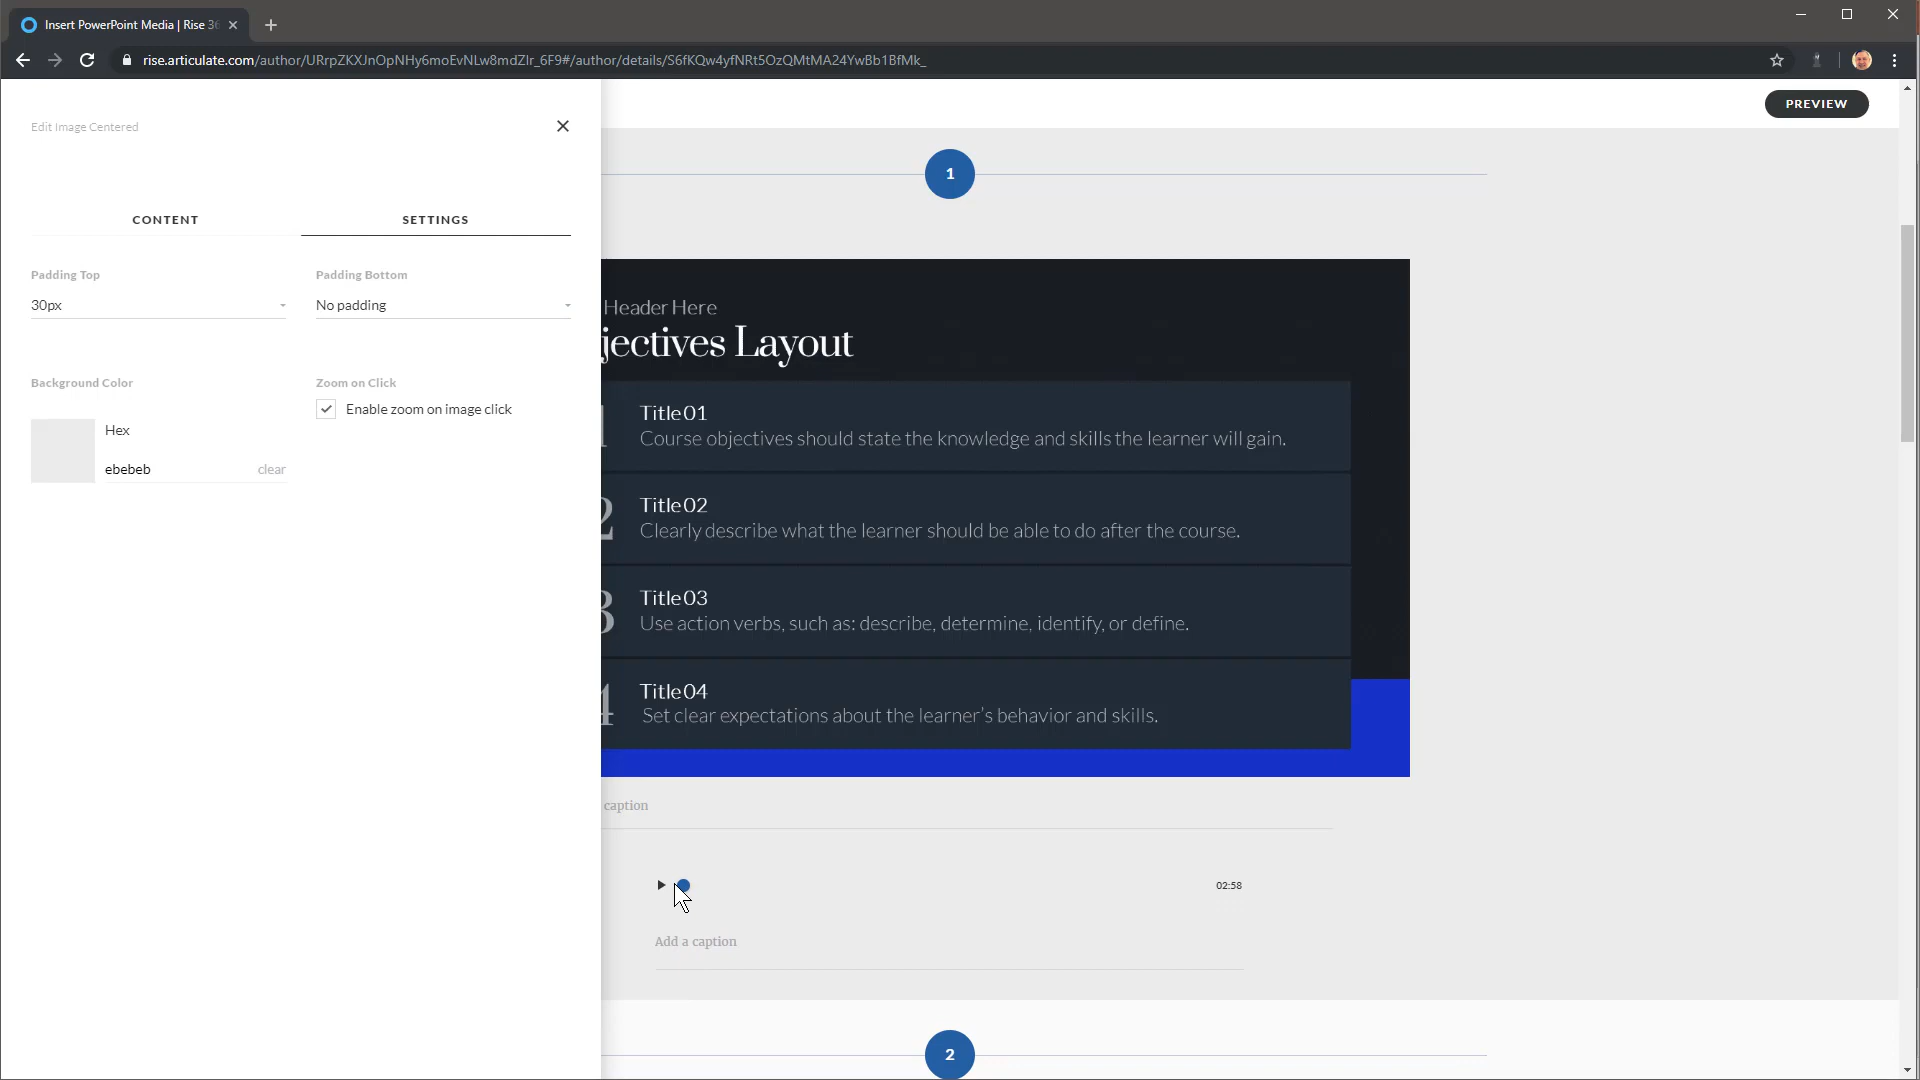 Insert PowerPoint Media | Rise 36
rise.articulate.com/author/URrpZKXJnOpNHy6moEvNLw8mdZlr_6F9#/author/details/S6fKQw4yfNRt5OzQMtMA24YwBb1BfMk_
Edit Image Centered
PREVIEW
1
CONTENT
SETTINGS
Padding Top
Padding Bottom
30px
No padding
Background Color
Zoom on Click
Enable zoom on image click
Hex
ebebeb
clear
Header Here
jectives Layout
1
Title01
Course objectives should state the knowledge and skills the learner will gain.
2
Title02
Clearly describe what the learner should be able to do after the course.
3
Title03
Use action verbs, such as: describe, determine, identify, or define.
4
Title04
Set clear expectations about the learner's behavior and skills.
caption
02:58
Add a caption
2